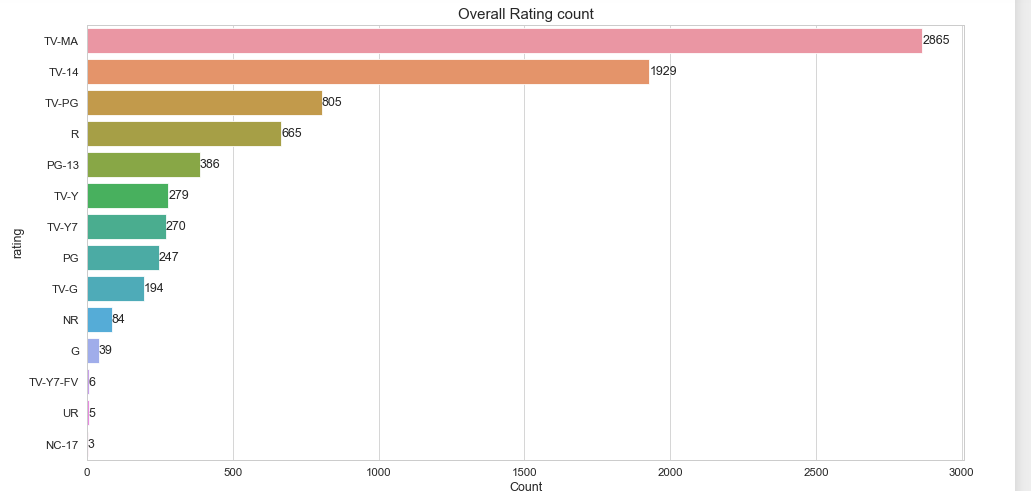 Overall Rating count
TV-MA 2865
TV-14 1929
TV-PG 805
R 665
PG-13 386
TV-Y 279
TV-Y7 270
rating
PG 247
TV-G 194
NR 84
G 39
TV-Y7-FV 6
UR 5
NC-17 3
0 500 1000 1500 2000 2500 3000
Count